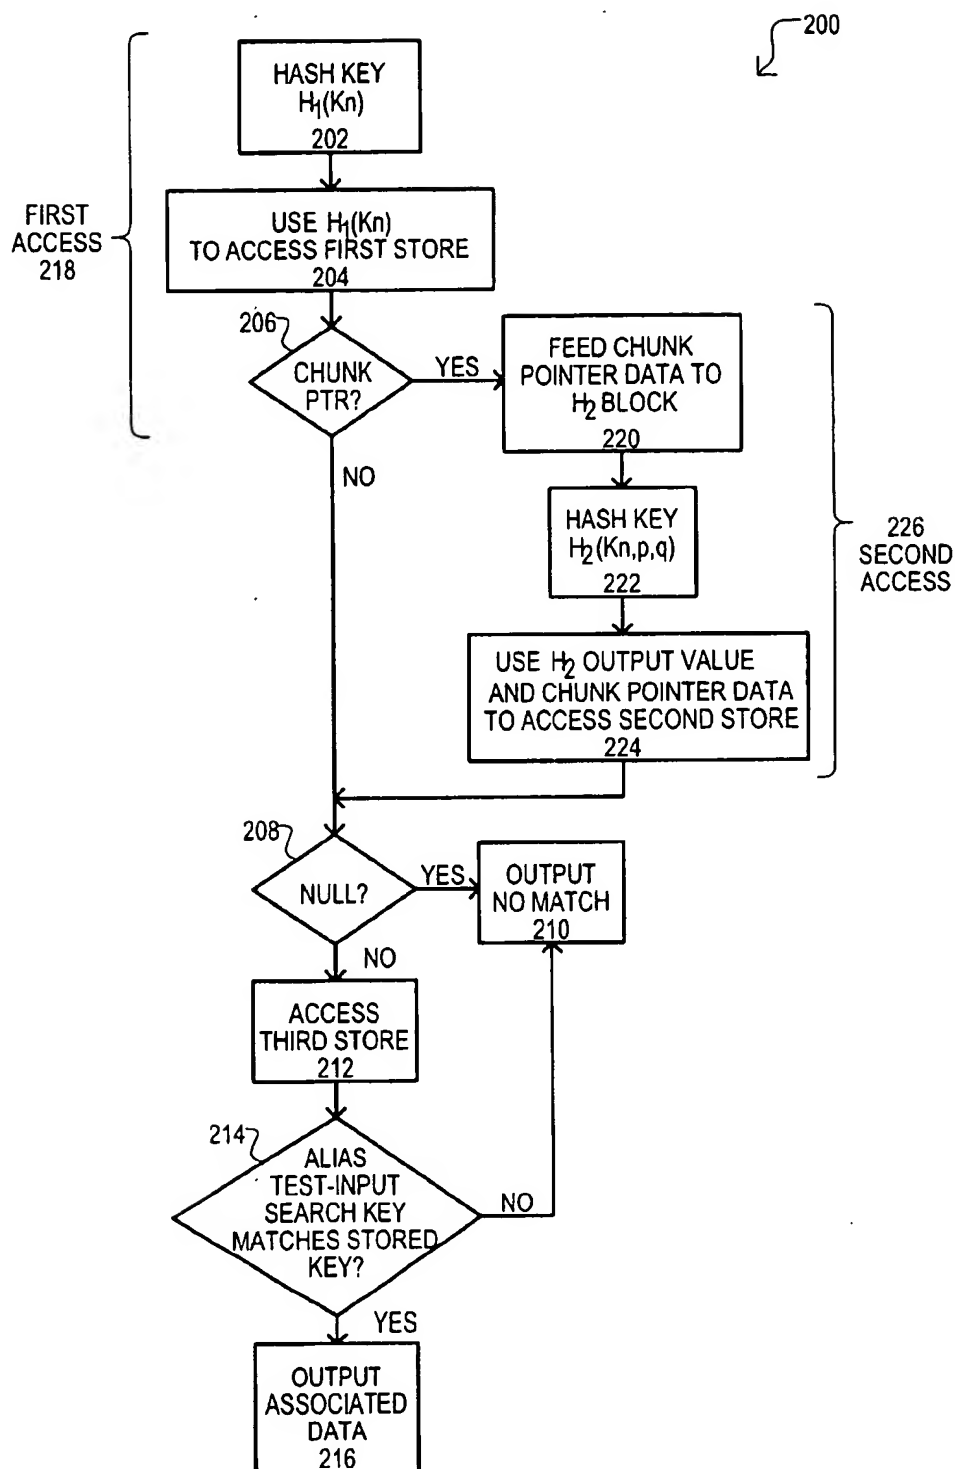 200
HASH KEY
H1(Kn)
202
FIRST
ACCESS
218
USE H1(Kn)
TO ACCESS FIRST STORE
204
206
CHUNK
PTR?
YES
NO
FEED CHUNK
POINTER DATA TO
H2 BLOCK
220
HASH KEY
H2(Kn,p,q)
222
226
SECOND
ACCESS
USE H2 OUTPUT VALUE
AND CHUNK POINTER DATA
TO ACCESS SECOND STORE
224
208
NULL?
YES
OUTPUT
NO MATCH
210
NO
ACCESS
THIRD STORE
212
214
ALIAS
TEST-INPUT
SEARCH KEY
MATCHES STORED
KEY?
NO
YES
OUTPUT
ASSOCIATED
DATA
216